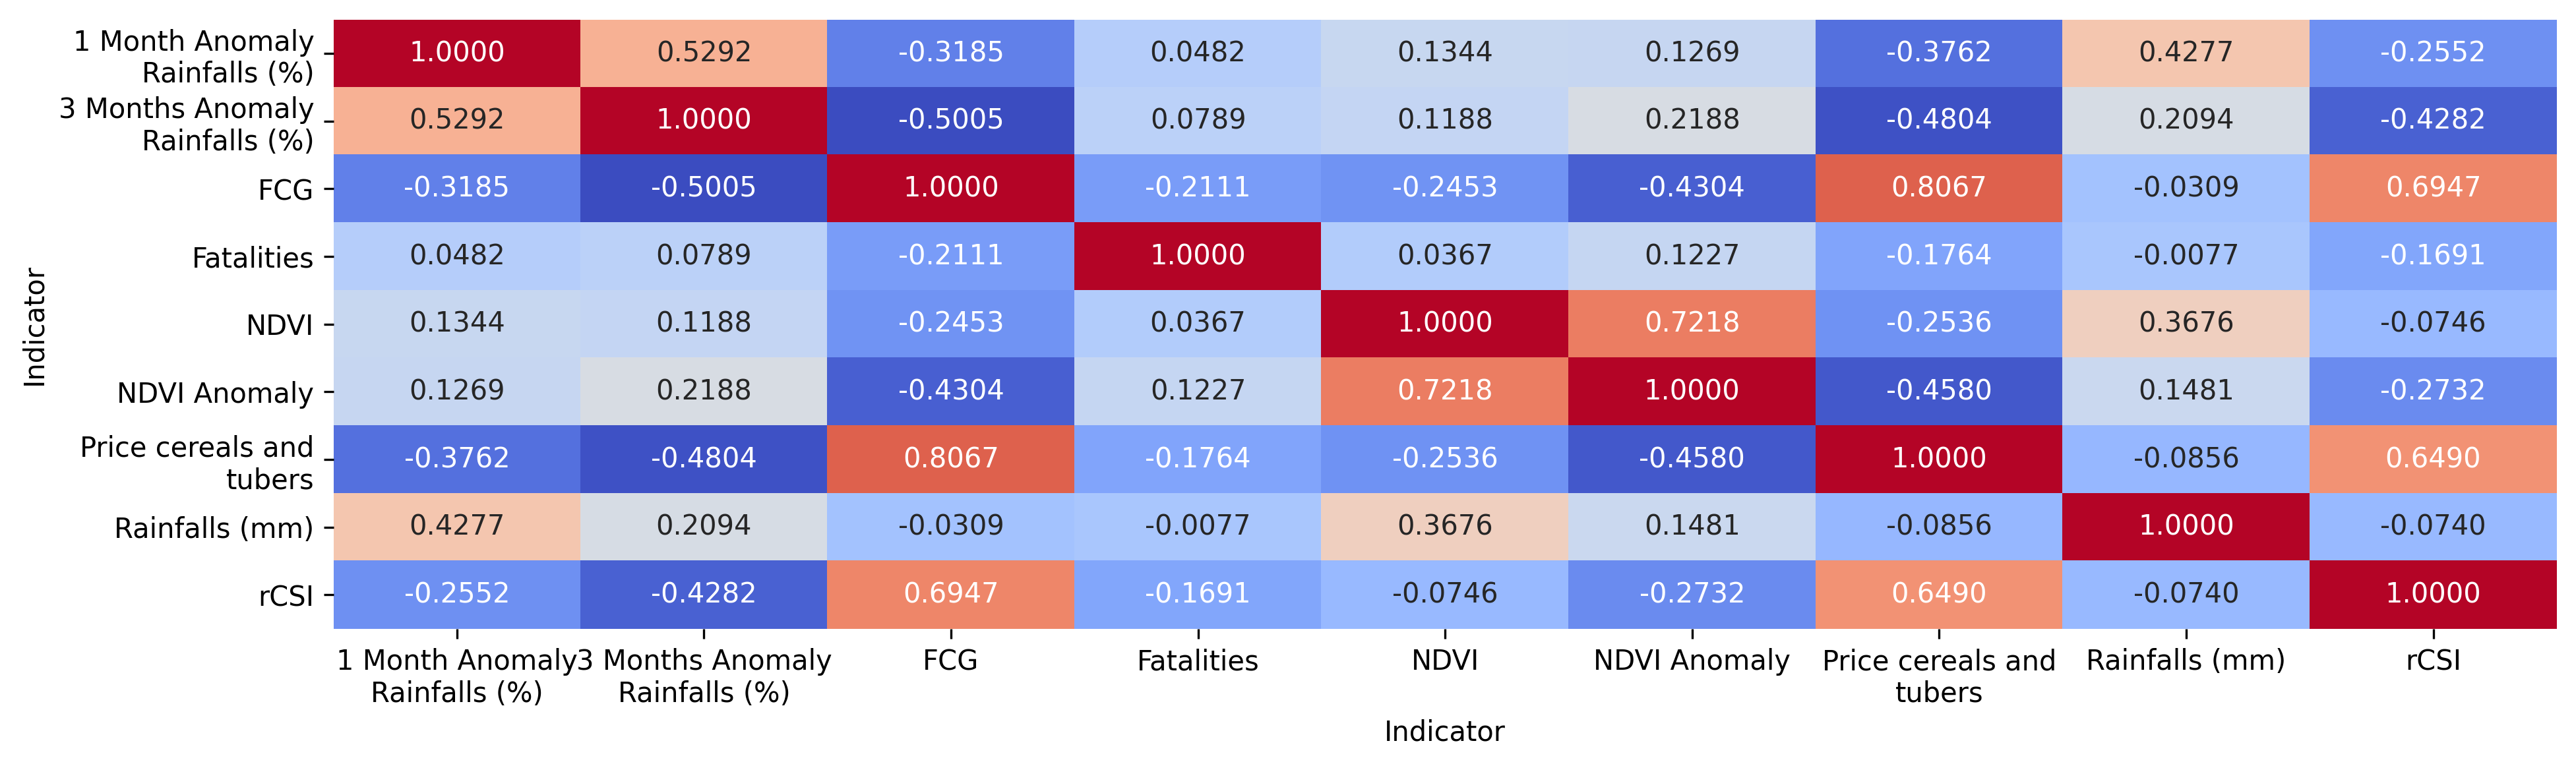 1 Month Anomaly
Rainfalls (%)
1.0000 0.5292 -0.3185 0.0482 0.1344 0.1269 -0.3762 0.4277 -0.2552
3 Months Anomaly
Rainfalls (%)
0.5292 1.0000 -0.5005 0.0789 0.1188 0.2188 -0.4804 0.2094 -0.4282
FCG -0.3185 -0.5005 1.0000 -0.2111 -0.2453 -0.4304 0.8067 -0.0309 0.6947
Fatalities 0.0482 0.0789 -0.2111 1.0000 0.0367 0.1227 -0.1764 -0.0077 -0.1691
Indicator
NDVI 0.1344 0.1188 -0.2453 0.0367 1.0000 0.7218 -0.2536 0.3676 -0.0746
NDVI Anomaly 0.1269 0.2188 -0.4304 0.1227 0.7218 1.0000 -0.4580 0.1481 -0.2732
Price cereals and
tubers
-0.3762 -0.4804 0.8067 -0.1764 -0.2536 -0.4580 1.0000 -0.0856 0.6490
Rainfalls (mm) 0.4277 0.2094 -0.0309 -0.0077 0.3676 0.1481 -0.0856 1.0000 -0.0740
rCSI -0.2552 -0.4282 0.6947 -0.1691 -0.0746 -0.2732 0.6490 -0.0740 1.0000
1 Month Anomaly 3 Months Anomaly FCG Fatalities NDVI NDVI Anomaly Price cereals and Rainfalls (mm) rCSI
Rainfalls (%) Rainfalls (%) tubers
Indicator